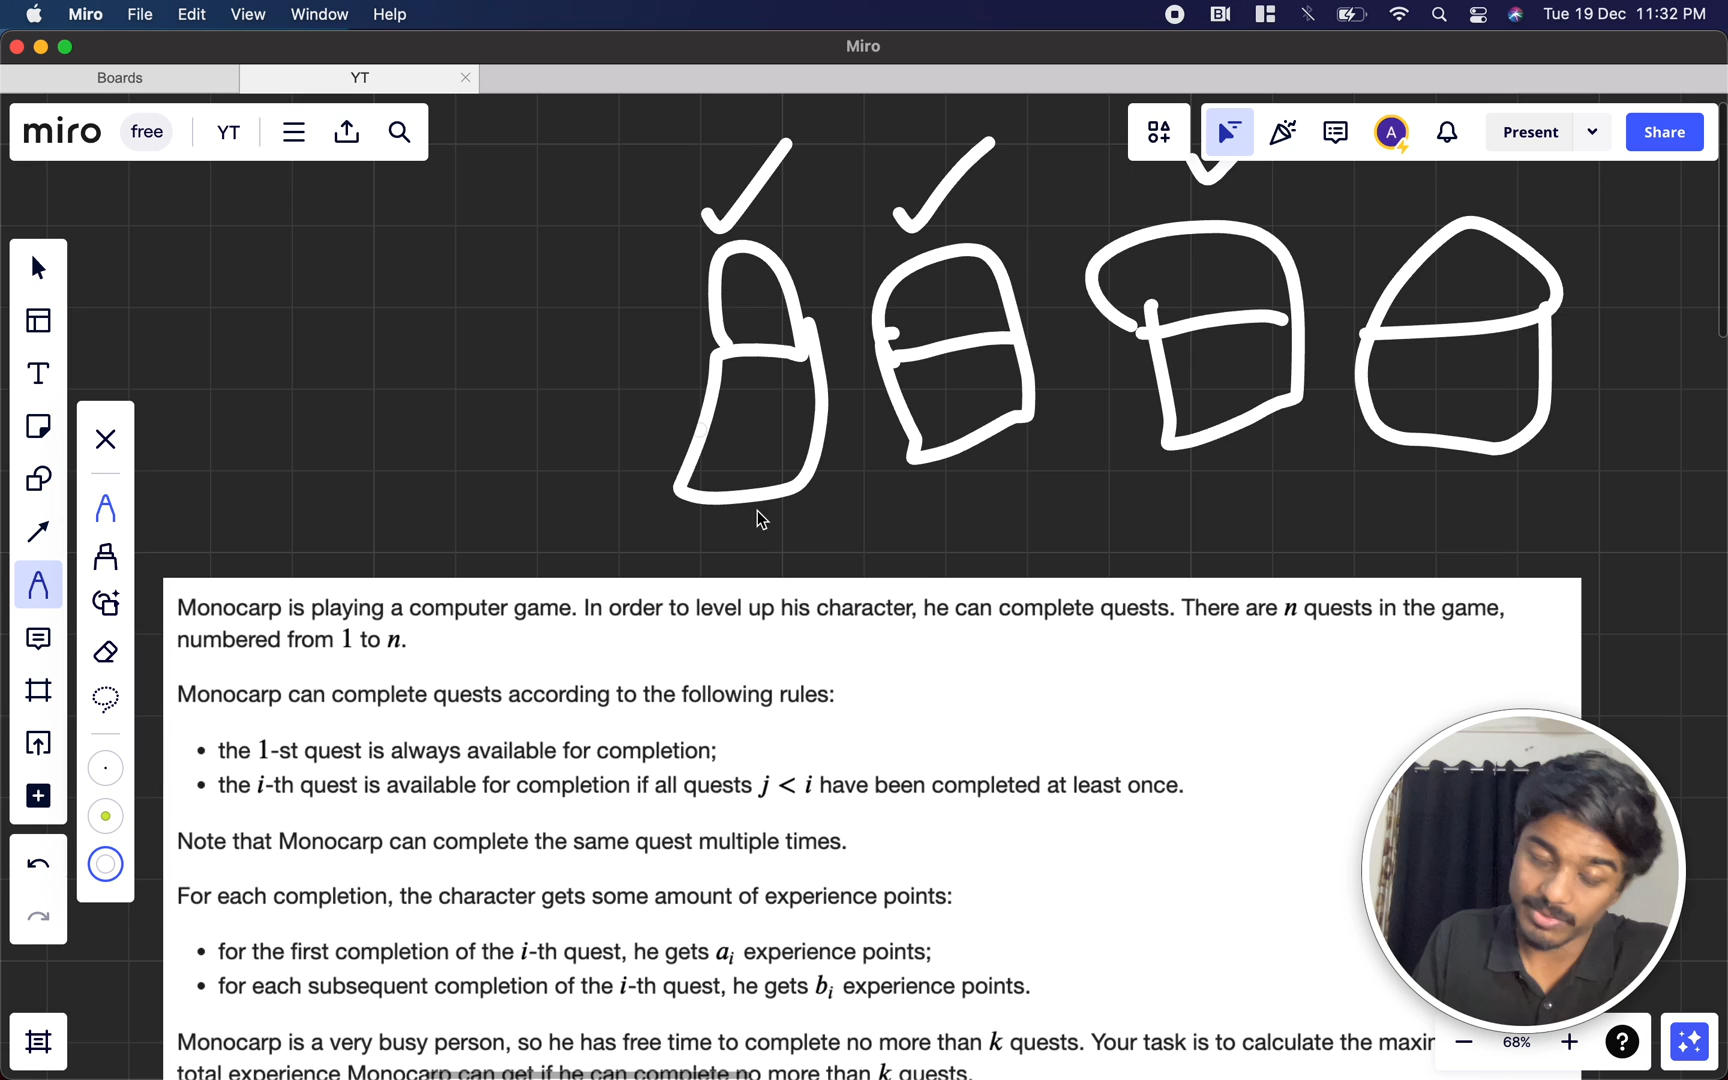 Miro File Edit View Window Help Tue 19 Dec 11:32 PM
Miro
Boards YT
miro free YT Present Share
A
T
Monocarp is playing a computer game. In order to level up his character, he can complete quests. There are n quests in the game,
numbered from 1 to n.
Monocarp can complete quests according to the following rules:
• the 1-st quest is always available for completion;
• the i-th quest is available for completion if all quests j < i have been completed at least once.
Note that Monocarp can complete the same quest multiple times.
For each completion, the character gets some amount of experience points:
• for the first completion of the i-th quest, he gets aᵢ experience points;
• for each subsequent completion of the i-th quest, he gets bᵢ experience points.
Monocarp is a very busy person, so he has free time to complete no more than k quests. Your task is to calculate the
total experience Monocarp can get if he can complete no more than k quests.
68%
?